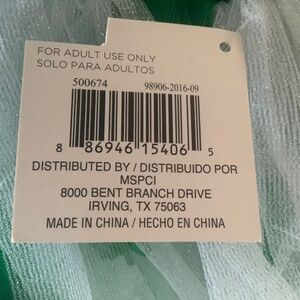 FOR ADULT USE ONLY
SOLO PARA ADULTOS
500674 98906-2016-09
8 86946 15406 5
DISTRIBUTED BY / DISTRIBUIDO POR
MSPCI
8000 BENT BRANCH DRIVE
IRVING, TX 75063
MADE IN CHINA / HECHO EN CHINA